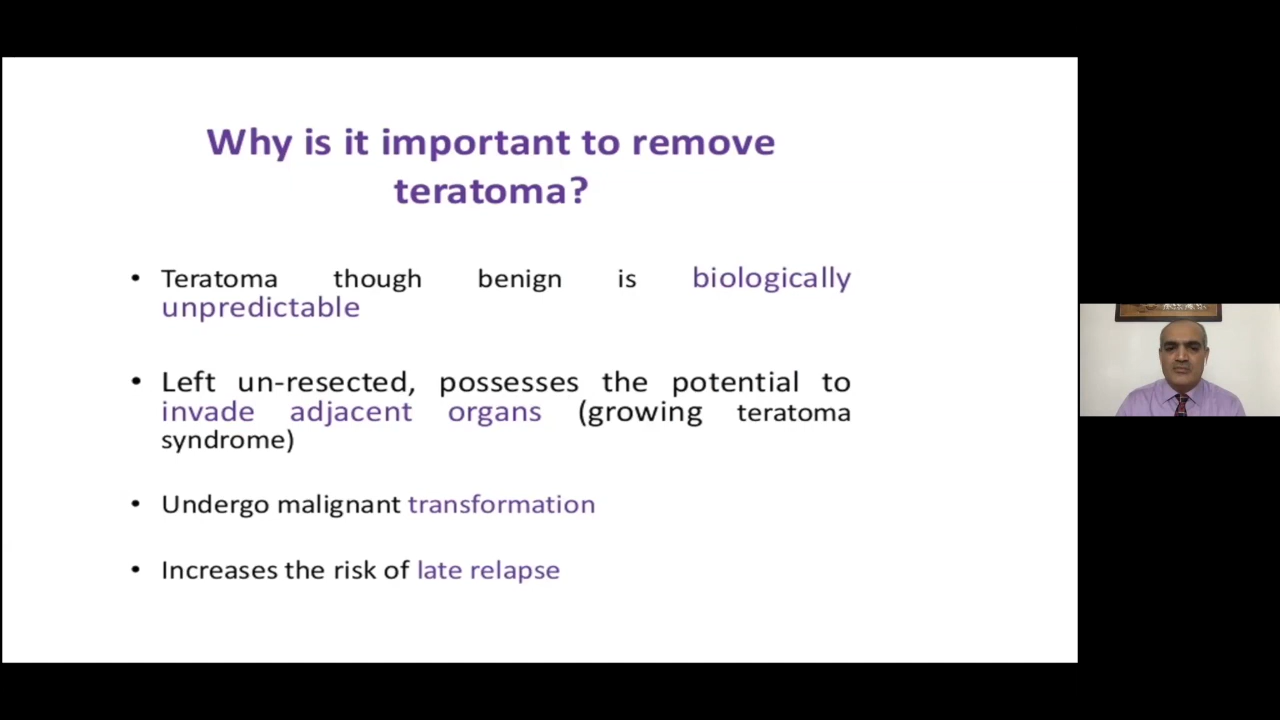 Why is it important to remove
teratoma?
• Teratoma though benign is biologically
unpredictable
• Left un-resected, possesses the potential to
invade adjacent organs (growing teratoma
syndrome)
• Undergo malignant transformation
• Increases the risk of late relapse